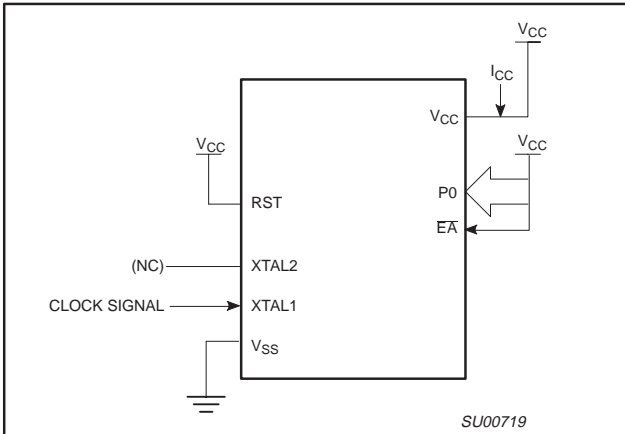 VCC
ICC
VCC
VCC
VCC
P0
RST
EA
(NC)
XTAL2
CLOCK SIGNAL
XTAL1
VSS
SU00719